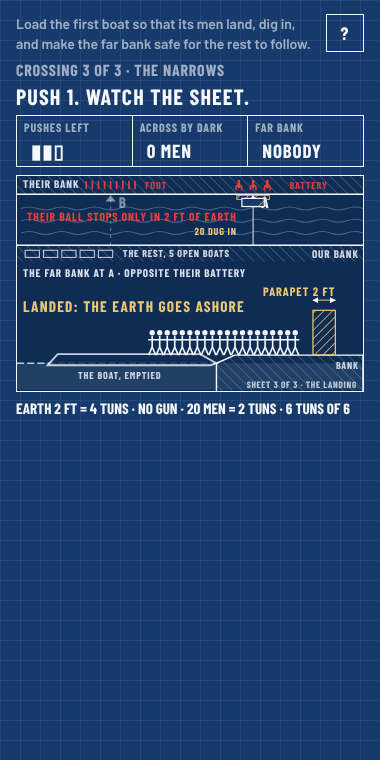 Load the first boat so that its men land, dig in,
and make the far bank safe for the rest to follow.
?
CROSSING 3 OF 3 · THE NARROWS
PUSH 1. WATCH THE SHEET.
PUSHES LEFT
ACROSS BY DARK
0 MEN
FAR BANK
NOBODY
THEIR BANK
FOOT
BATTERY
B
A
THEIR BALL STOPS ONLY IN 2 FT OF EARTH
20 DUG IN
THE REST, 5 OPEN BOATS
OUR BANK
THE FAR BANK AT A · OPPOSITE THEIR BATTERY
PARAPET 2 FT
LANDED: THE EARTH GOES ASHORE
BANK
THE BOAT, EMPTIED
SHEET 3 OF 3 · THE LANDING
EARTH 2 FT = 4 TUNS · NO GUN · 20 MEN = 2 TUNS · 6 TUNS OF 6